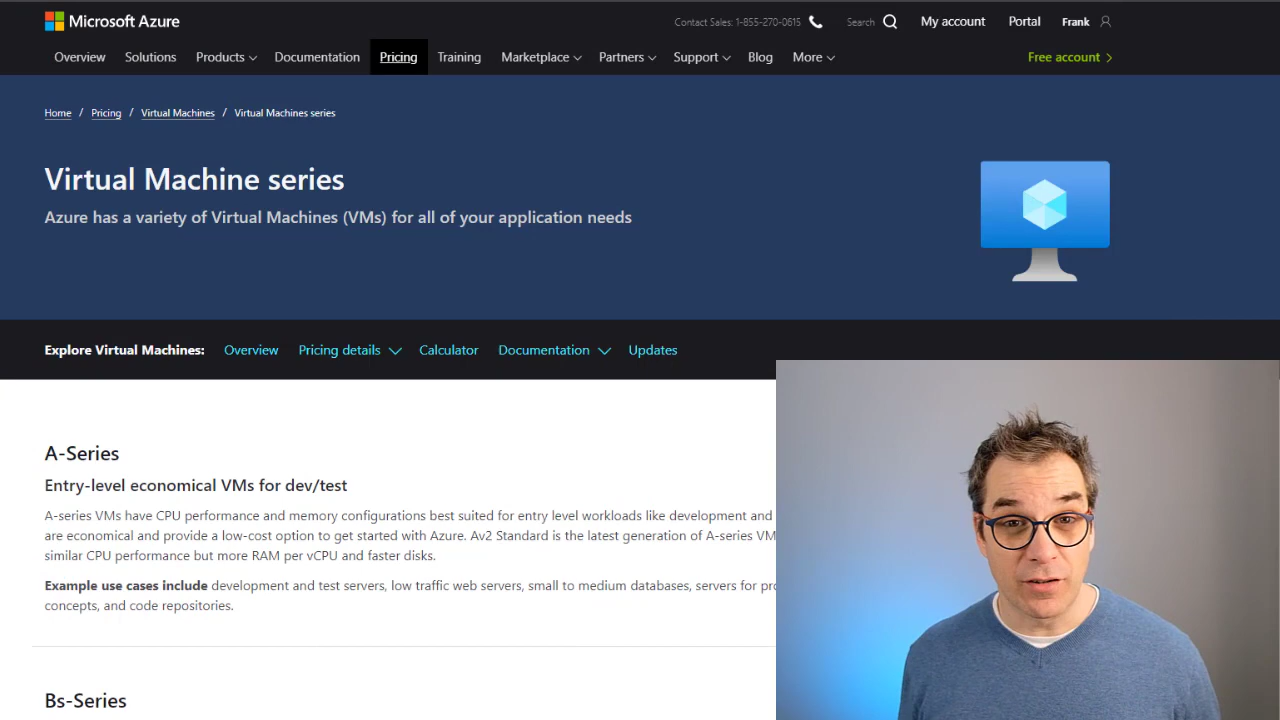 Microsoft Azure
Contact Sales: 1-855-270-0615
Search
My account
Portal
Frank
Overview
Solutions
Products
Documentation
Pricing
Training
Marketplace
Partners
Support
Blog
More
Free account
Home / Pricing / Virtual Machines / Virtual Machines series
Virtual Machine series
Azure has a variety of Virtual Machines (VMs) for all of your application needs
Explore Virtual Machines:
Overview
Pricing details
Calculator
Documentation
Updates
A-Series
Entry-level economical VMs for dev/test
A-series VMs have CPU performance and memory configurations best suited for entry level workloads like development and
are economical and provide a low-cost option to get started with Azure. Av2 Standard is the latest generation of A-series VM
similar CPU performance but more RAM per vCPU and faster disks.
Example use cases include development and test servers, low traffic web servers, small to medium databases, servers for pro
concepts, and code repositories.
Bs-Series